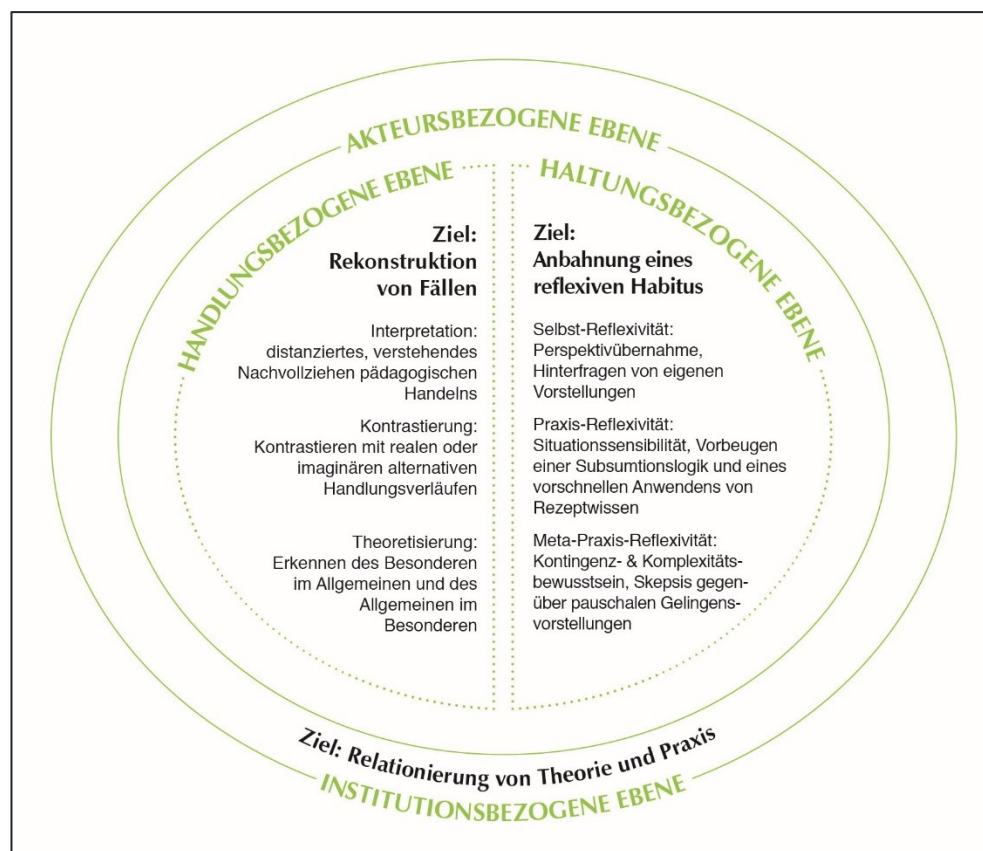 AKTEURSBEZOGENE EBENE
HANDLUNGSBEZOGENE EBENE
Ziel:
Rekonstruktion
von Fällen
Interpretation:
distanziertes, verstehendes
Nachvollziehen pädagogischen
Handelns
Kontrastierung:
Kontrastieren mit realen oder
imaginären alternativen
Handlungsverläufen
Theoretisierung:
Erkennen des Besonderen
im Allgemeinen und des
Allgemeinen im
Besonderen
HALTUNGSBEZOGENE EBENE
Ziel:
Anbahnung eines
reflexiven Habitus
Selbst-Reflexivität:
Perspektivübernahme,
Hinterfragen von eigenen
Vorstellungen
Praxis-Reflexivität:
Situationssensibilität, Vorbeugen
einer Subsumtionslogik und eines
vorschnellen Anwendens von
Rezeptwissen
Meta-Praxis-Reflexivität:
Kontingenz- & Komplexitäts-
bewusstsein, Skepsis gegen-
über pauschalen Gelingens-
vorstellungen
Ziel: Relationierung von Theorie und Praxis
INSTITUTIONSBEZOGENE EBENE